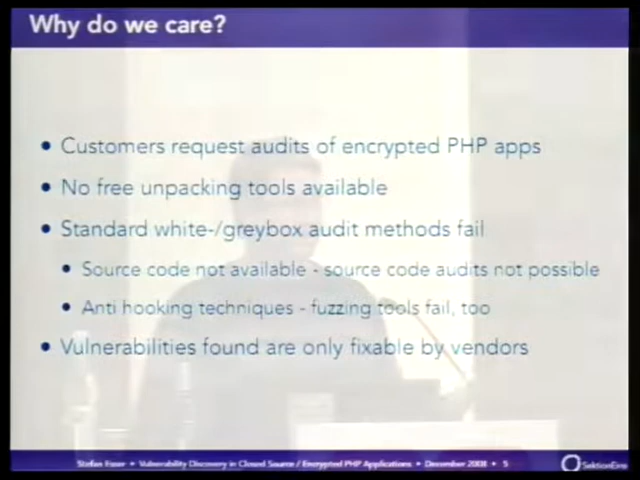 Why do we care?
• Customers request audits of encrypted PHP apps
• No free unpacking tools available
• Standard white-/greybox audit methods fail
• Source code not available - source code audits not possible
• Anti hooking techniques - fuzzing tools fail, too
• Vulnerabilities found are only fixable by vendors
Stefan Esser • Vulnerability Discovery in Closed Source / Encrypted PHP Applications • December 2008 • 5
SektionEins